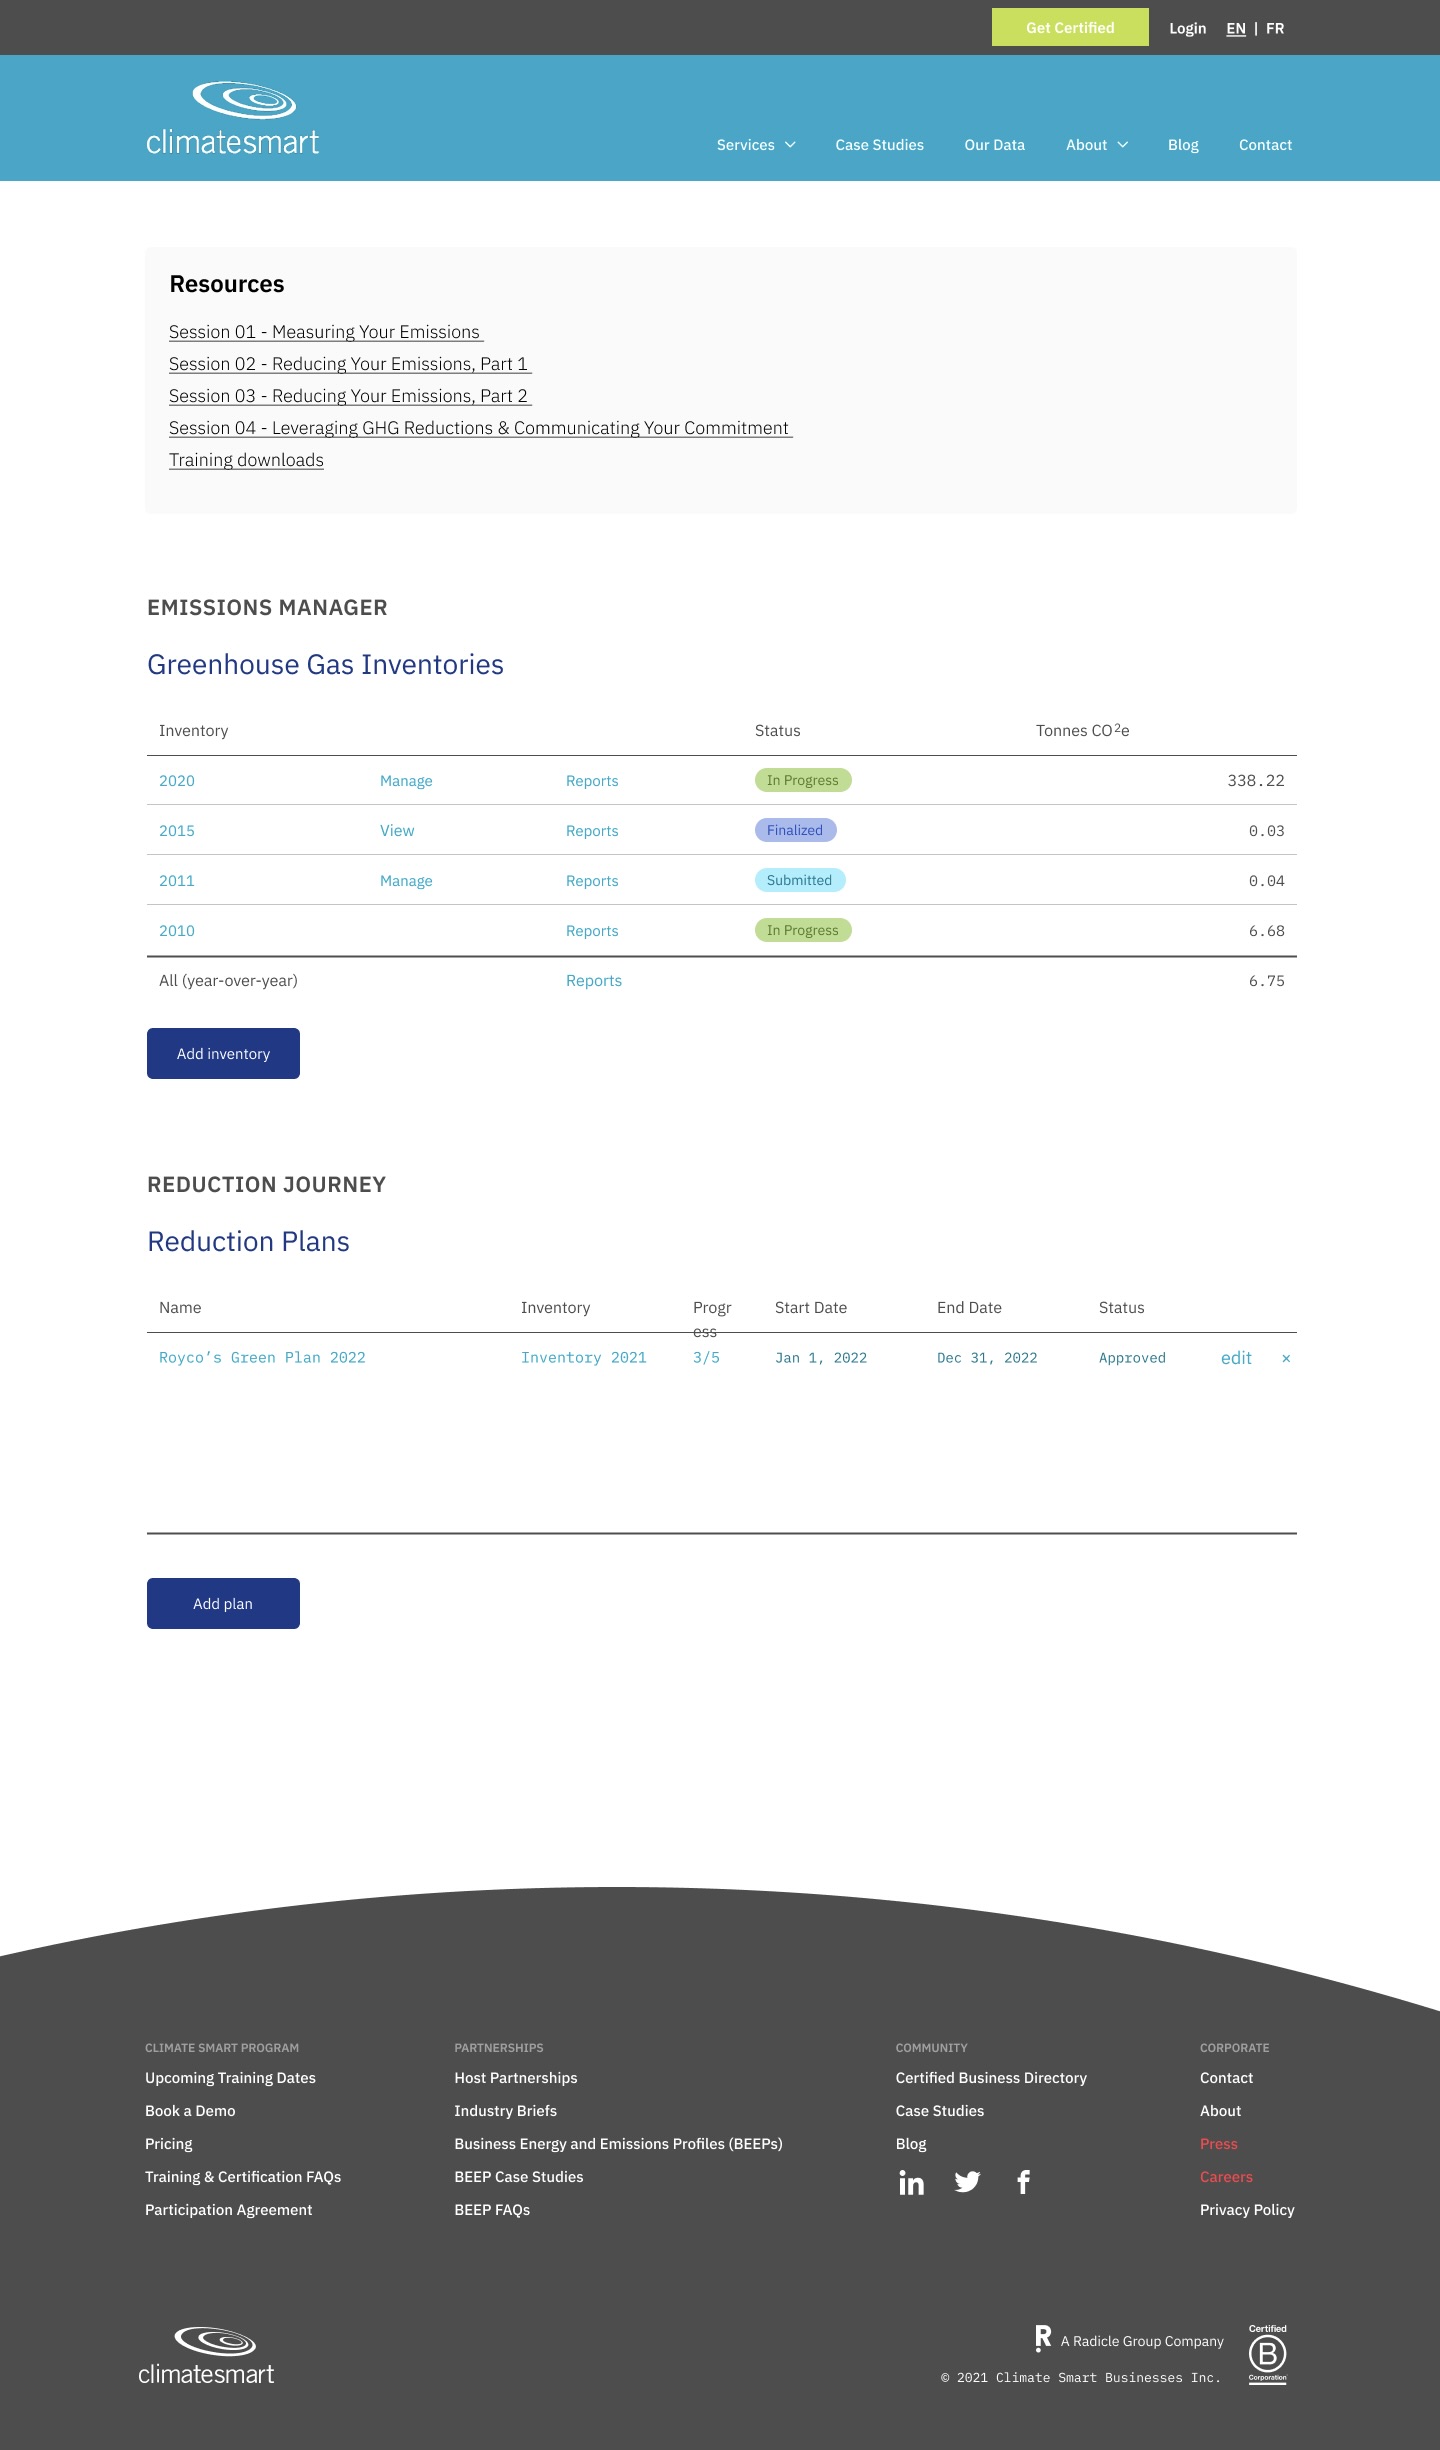 Get Certified Login EN | FR
climatesmart
Services Case Studies Our Data About Blog Contact
Resources
Session 01 - Measuring Your Emissions
Session 02 - Reducing Your Emissions, Part 1
Session 03 - Reducing Your Emissions, Part 2
Session 04 - Leveraging GHG Reductions & Communicating Your Commitment
Training downloads
EMISSIONS MANAGER
Greenhouse Gas Inventories
Inventory Status Tonnes CO²e
2020 Manage Reports In Progress 338.22
2015 View Reports Finalized 0.03
2011 Manage Reports Submitted 0.04
2010 Reports In Progress 6.68
All (year-over-year) Reports 6.75
Add inventory
REDUCTION JOURNEY
Reduction Plans
Name Inventory Progr Start Date End Date Status
ess
Royco’s Green Plan 2022 Inventory 2021 3/5 Jan 1, 2022 Dec 31, 2022 Approved edit ×
Add plan
CLIMATE SMART PROGRAM PARTNERSHIPS COMMUNITY CORPORATE
Upcoming Training Dates Host Partnerships Certified Business Directory Contact
Book a Demo Industry Briefs Case Studies About
Pricing Business Energy and Emissions Profiles (BEEPs) Blog Press
Training & Certification FAQs BEEP Case Studies in f Careers
Participation Agreement BEEP FAQs Privacy Policy
climatesmart
R A Radicle Group Company
© 2021 Climate Smart Businesses Inc.
Certified
B
Corporation